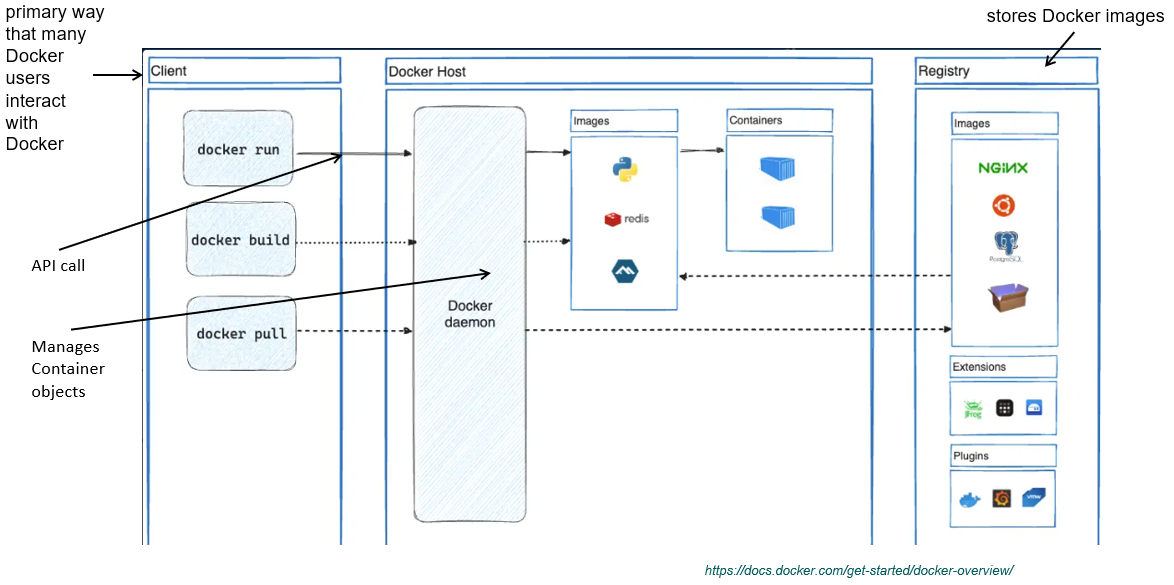 primary way
that many
Docker
users
interact
with
Docker
stores Docker images
Client
Docker Host
Registry
docker run
docker build
docker pull
API call
Manages
Container
objects
Docker
daemon
Images
redis
Containers
Images
NGINX
PostgreSQL
Extensions
JFrog
Plugins
vmw
https://docs.docker.com/get-started/docker-overview/